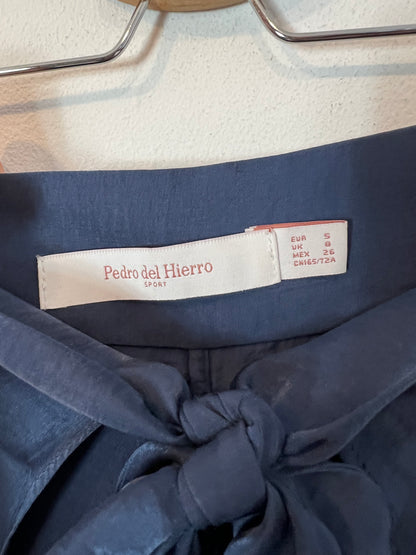 Pedro del Hierro
SPORT
EUR S
UK 8
MEX 26
CN165/72A